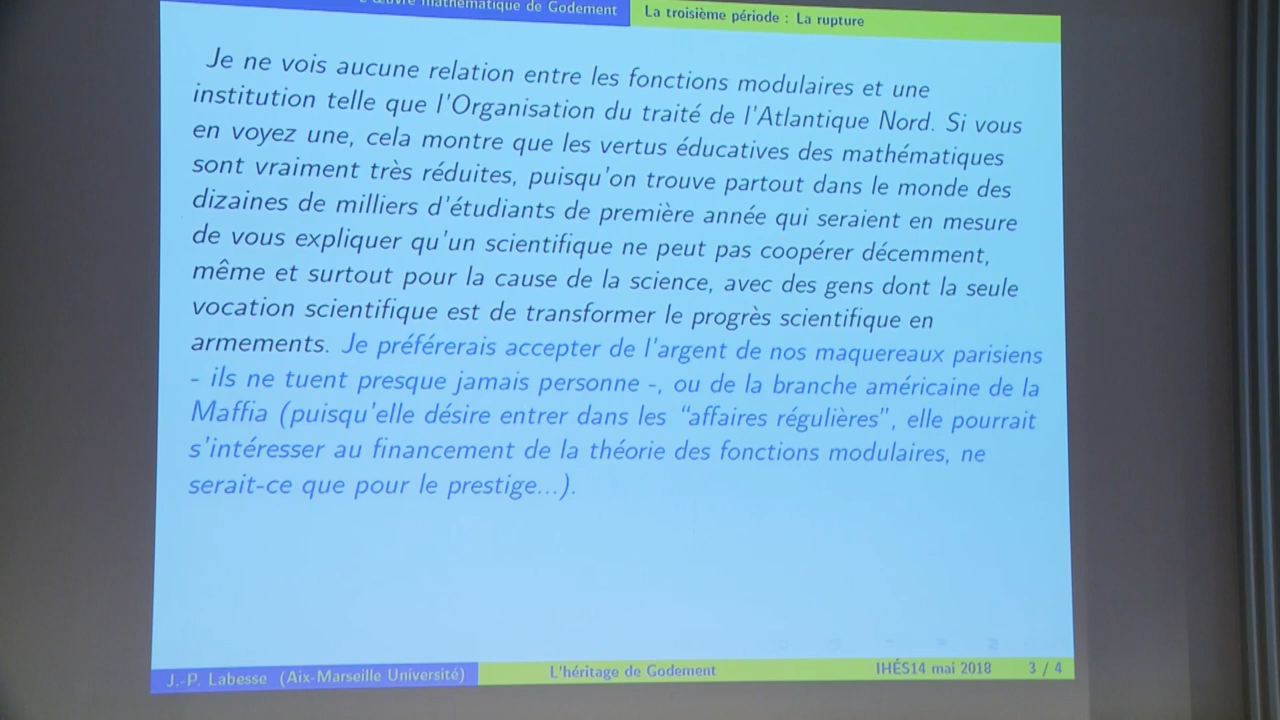 L'œuvre mathématique de Godement
La troisième période : La rupture
Je ne vois aucune relation entre les fonctions modulaires et une
institution telle que l'Organisation du traité de l'Atlantique Nord. Si vous
en voyez une, cela montre que les vertus éducatives des mathématiques
sont vraiment très réduites, puisqu'on trouve partout dans le monde des
dizaines de milliers d'étudiants de première année qui seraient en mesure
de vous expliquer qu'un scientifique ne peut pas coopérer décemment,
même et surtout pour la cause de la science, avec des gens dont la seule
vocation scientifique est de transformer le progrès scientifique en
armements. Je préférerais accepter de l'argent de nos maquereaux parisiens
- ils ne tuent presque jamais personne -, ou de la branche américaine de la
Maffia (puisqu'elle désire entrer dans les "affaires régulières", elle pourrait
s'intéresser au financement de la théorie des fonctions modulaires, ne
serait-ce que pour le prestige...).
J.-P. Labesse (Aix-Marseille Université)
L'héritage de Godement
IHÉS14 mai 2018
3 / 4